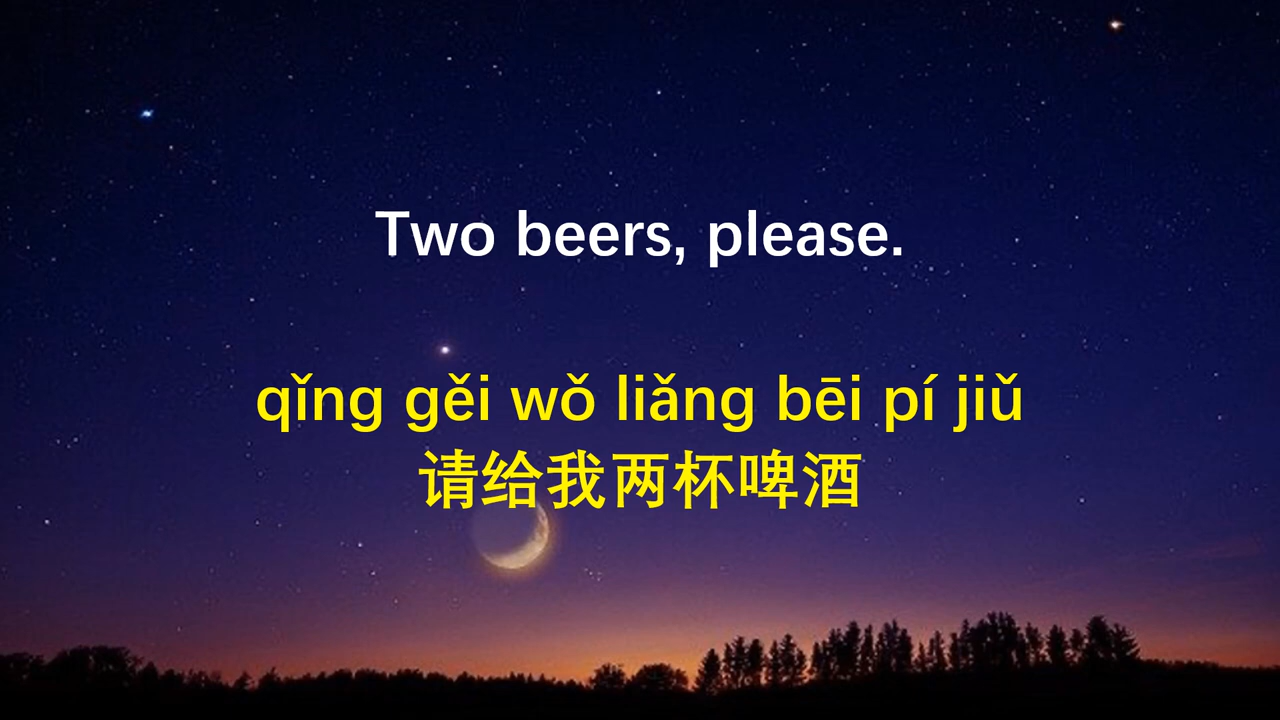 Two beers, please.
qǐng gěi wǒ liǎng bēi pí jiǔ
请给我两杯啤酒